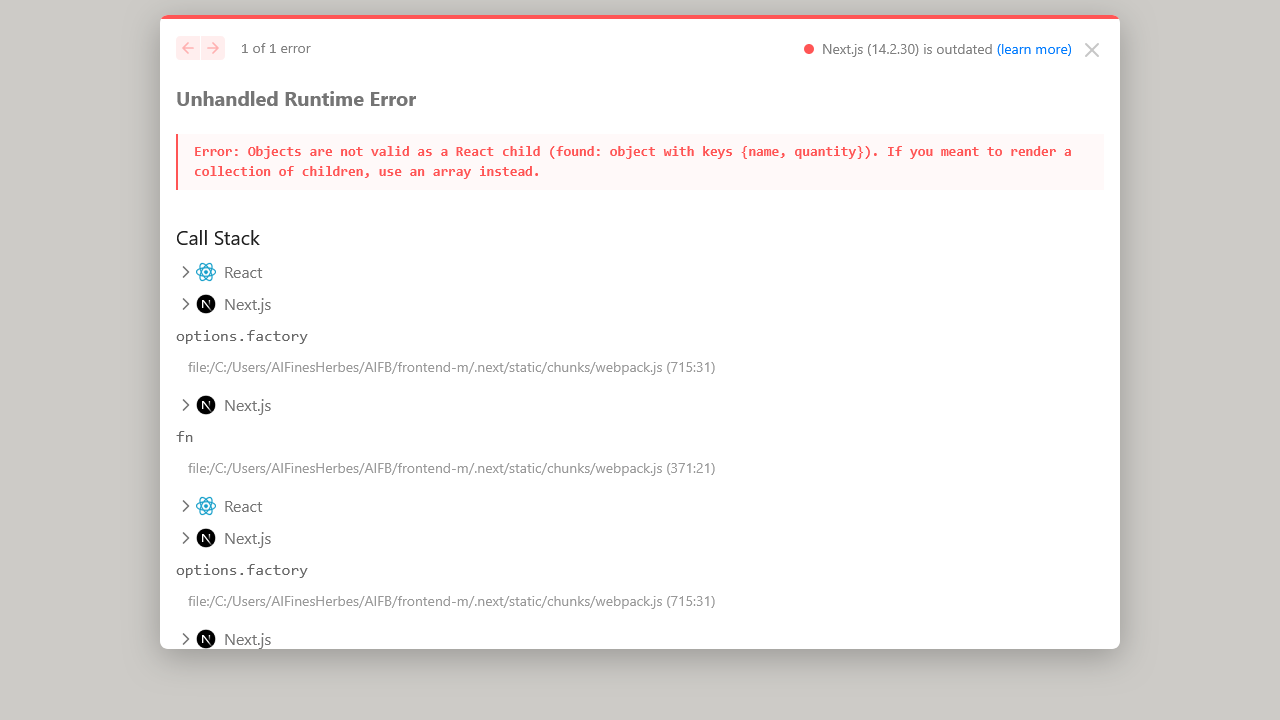 1 of 1 error
Next.js (14.2.30) is outdated (learn more)
Unhandled Runtime Error
Error: Objects are not valid as a React child (found: object with keys {name, quantity}). If you meant to render a
collection of children, use an array instead.
Call Stack
React
Next.js
options.factory
file:/C:/Users/AlFinesHerbes/AIFB/frontend-m/.next/static/chunks/webpack.js (715:31)
Next.js
fn
file:/C:/Users/AlFinesHerbes/AIFB/frontend-m/.next/static/chunks/webpack.js (371:21)
React
Next.js
options.factory
file:/C:/Users/AlFinesHerbes/AIFB/frontend-m/.next/static/chunks/webpack.js (715:31)
Next.js